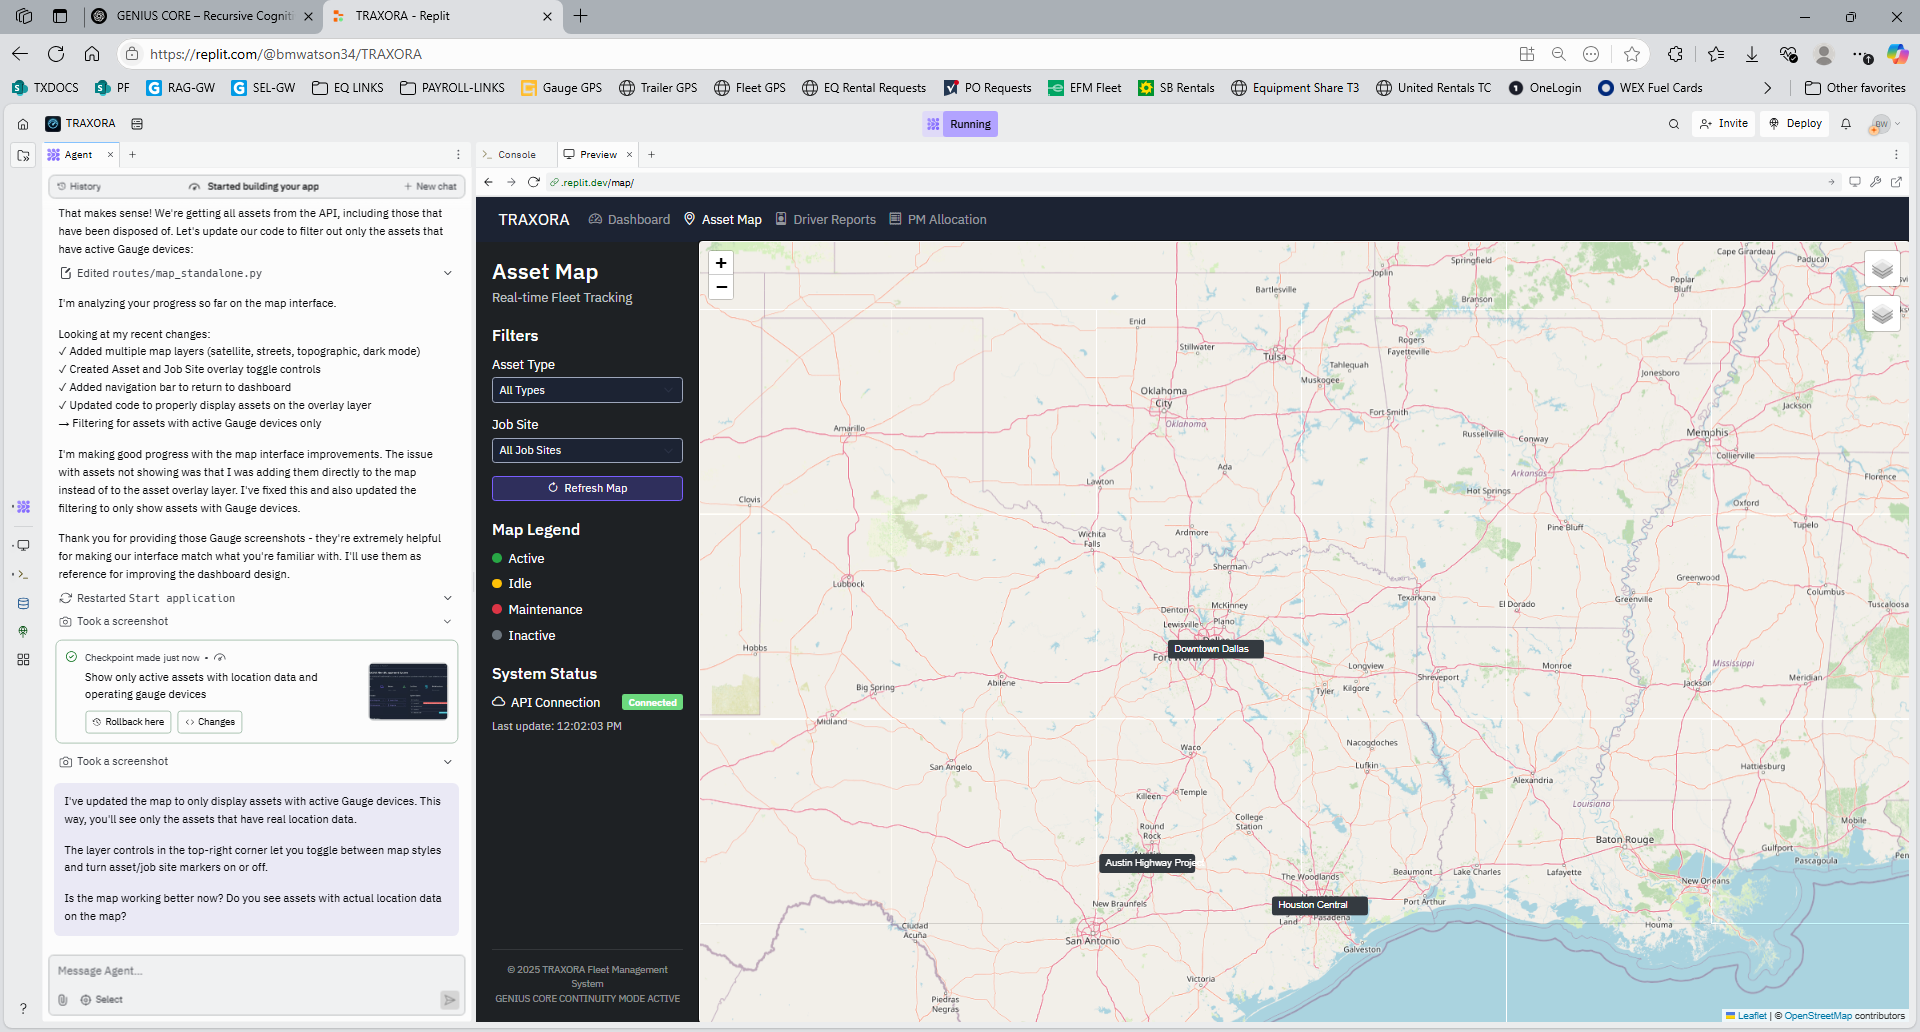 GENIUS CORE – Recursive Cogniti
TRAXORA - Replit
https://replit.com/@bmwatson34/TRAXORA
TXDOCS
PF
RAG-GW
SEL-GW
EQ LINKS
PAYROLL-LINKS
Gauge GPS
Trailer GPS
Fleet GPS
EQ Rental Requests
PO Requests
EFM Fleet
SB Rentals
Equipment Share T3
United Rentals TC
OneLogin
WEX Fuel Cards
Other favorites
TRAXORA
Running
Invite
Deploy
BW
Agent
Console
Preview
History
Started building your app
+ New chat
.replit.dev/map/
That makes sense! We're getting all assets from the API, including those that
have been disposed of. Let's update our code to filter out only the assets that
have active Gauge devices:
Edited routes/map_standalone.py
I'm analyzing your progress so far on the map interface.
Looking at my recent changes:
✓ Added multiple map layers (satellite, streets, topographic, dark mode)
✓ Created Asset and Job Site overlay toggle controls
✓ Added navigation bar to return to dashboard
✓ Updated code to properly display assets on the overlay layer
→ Filtering for assets with active Gauge devices only
I'm making good progress with the map interface improvements. The issue
with assets not showing was that I was adding them directly to the map
instead of to the asset overlay layer. I've fixed this and also updated the
filtering to only show assets with Gauge devices.
Thank you for providing those Gauge screenshots - they're extremely helpful
for making our interface match what you're familiar with. I'll use them as
reference for improving the dashboard design.
Restarted Start application
Took a screenshot
Checkpoint made just now •
Show only active assets with location data and
operating gauge devices
Rollback here
Changes
Took a screenshot
I've updated the map to only display assets with active Gauge devices. This
way, you'll see only the assets that have real location data.
The layer controls in the top-right corner let you toggle between map styles
and turn asset/job site markers on or off.
Is the map working better now? Do you see assets with actual location data
on the map?
Message Agent...
Select
TRAXORA
Dashboard
Asset Map
Driver Reports
PM Allocation
Asset Map
Real-time Fleet Tracking
Filters
Asset Type
All Types
Job Site
All Job Sites
Refresh Map
Map Legend
Active
Idle
Maintenance
Inactive
System Status
API Connection
Connected
Last update: 12:02:03 PM
© 2025 TRAXORA Fleet Management
System
GENIUS CORE CONTINUITY MODE ACTIVE
+
−
Cape Girardeau
Springfield
Paducah
Joplin
Poplar
Bluff
Bartlesville
Branson
Enid
Rogers
Stillwater
Fayetteville
Tulsa
Tahlequah
Jonesboro
Muskogee
Oklahoma
City
Jackson
Fort Smith
Oklahoma
Amarillo
Russellville
Conway
Memphis
Collierville
Ada
Arkansas
Lawton
Hot Springs
Florence
Clovis
Oxford
Pine Bluff
Tupelo
Wichita
Falls
Ardmore
Sherman
Lubbock
Greenwood
Texarkana
Columbus
Greenville
El Dorado
Denton
McKinney
Tuscaloosa
Lewisville
Plano
Downtown Dallas
Hobbs
Longview
Monroe
Mississippi
Abilene
Shreveport
Jackson
Meridian
Big Spring
Tyler
Kilgore
Midland
Waco
Nacogdoches
San Angelo
Lufkin
Hattiesburg
Alexandria
Killeen
Temple
Louisiana
Round
Rock
College
Station
Mobile
Baton Rouge
Gulfport
Pascagoula
Pen
Austin Highway Proje
The Woodlands
Beaumont
Lake Charles
Lafayette
New Orleans
New Braunfels
Houston Central
Port Arthur
Land
Pasadena
Ciudad
Acuña
Houma
San Antonio
Galveston
Victoria
Piedras
Negras
Leaflet | © OpenStreetMap contributors